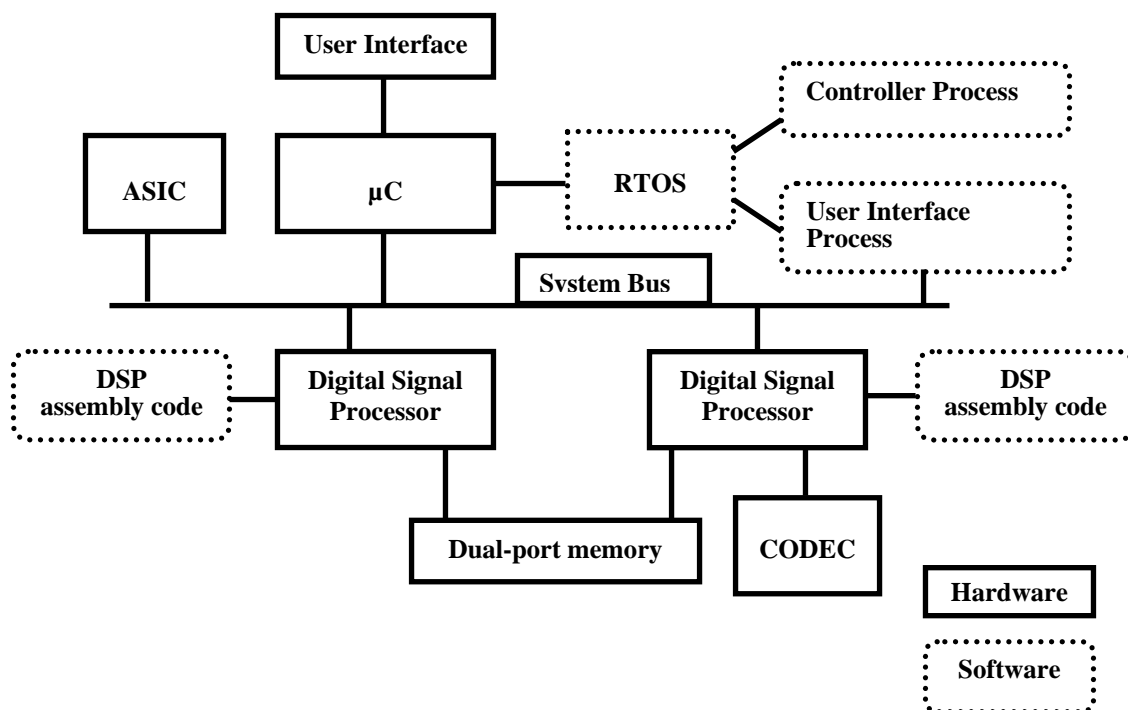 User Interface
Controller Process
ASIC
µC
RTOS
User Interface
Process
System Bus
DSP
assembly code
Digital Signal
Processor
Digital Signal
Processor
DSP
assembly code
Dual-port memory
CODEC
Hardware
Software